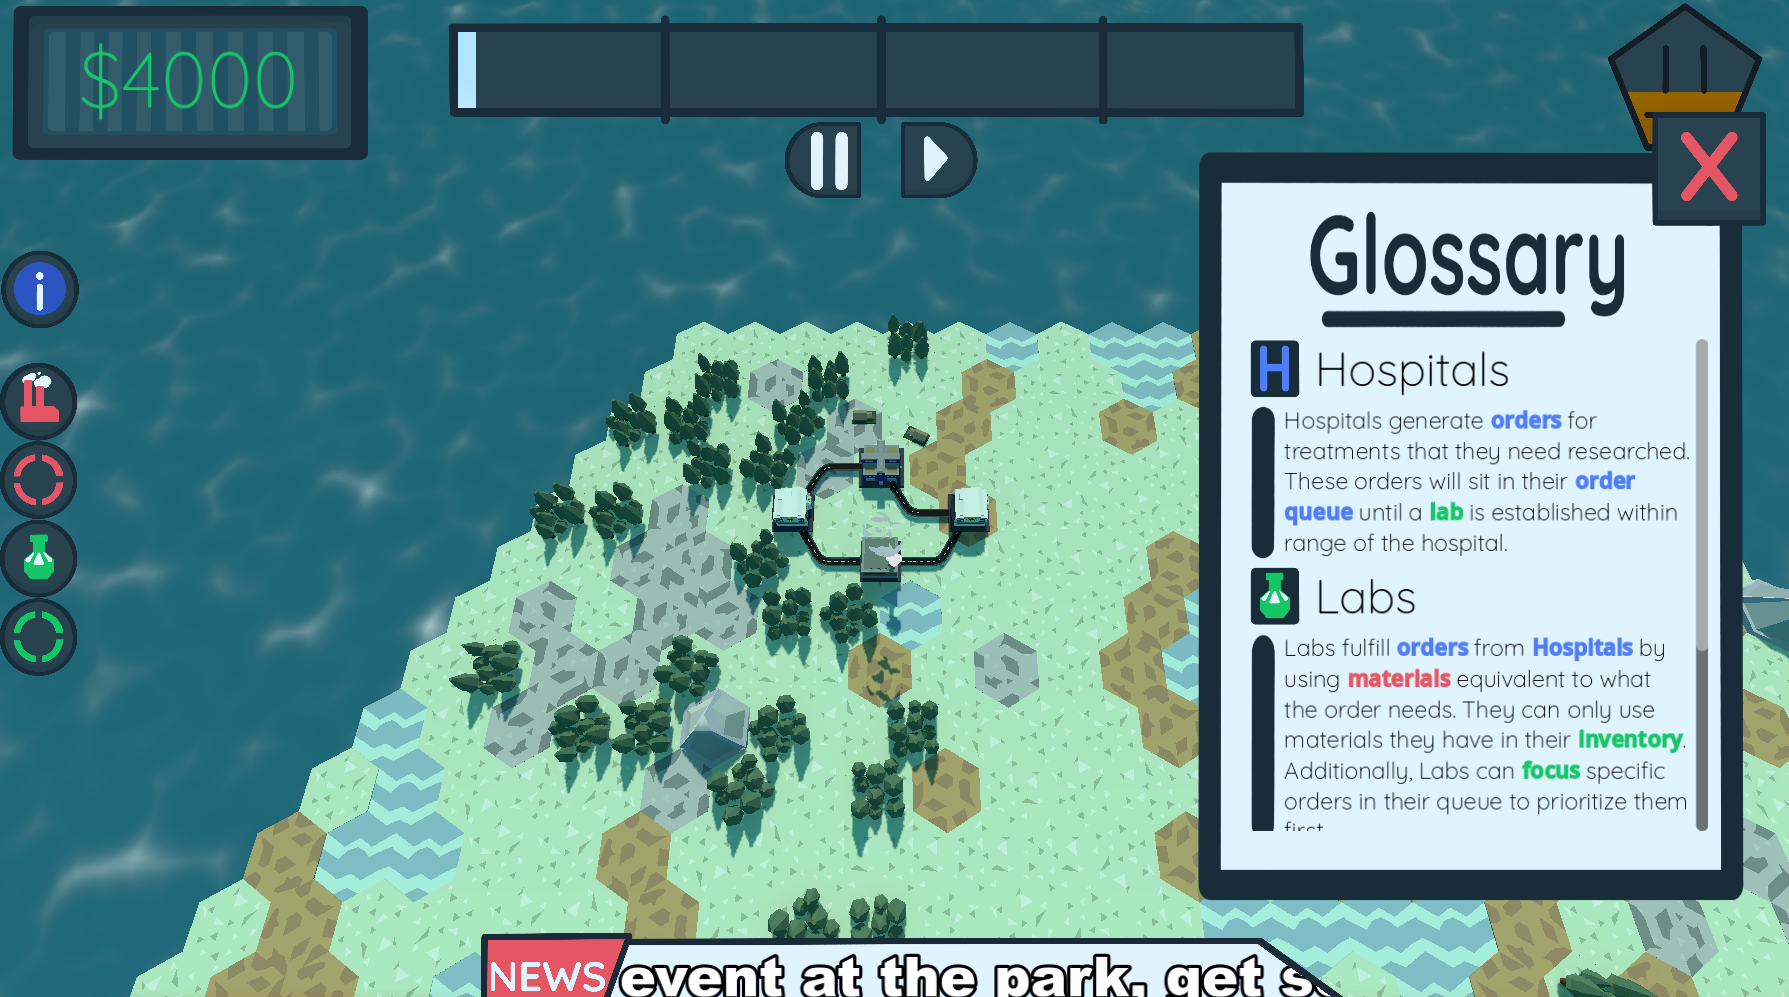 $4000
Glossary
H Hospitals
Hospitals generate orders for
treatments that they need researched.
These orders will sit in their order
queue until a lab is established within
range of the hospital.
Labs
Labs fulfill orders from Hospitals by
using materials equivalent to what
the order needs. They can only use
materials they have in their inventory.
Additionally, Labs can focus specific
orders in their queue to prioritize them
first
NEWS event at the park, get